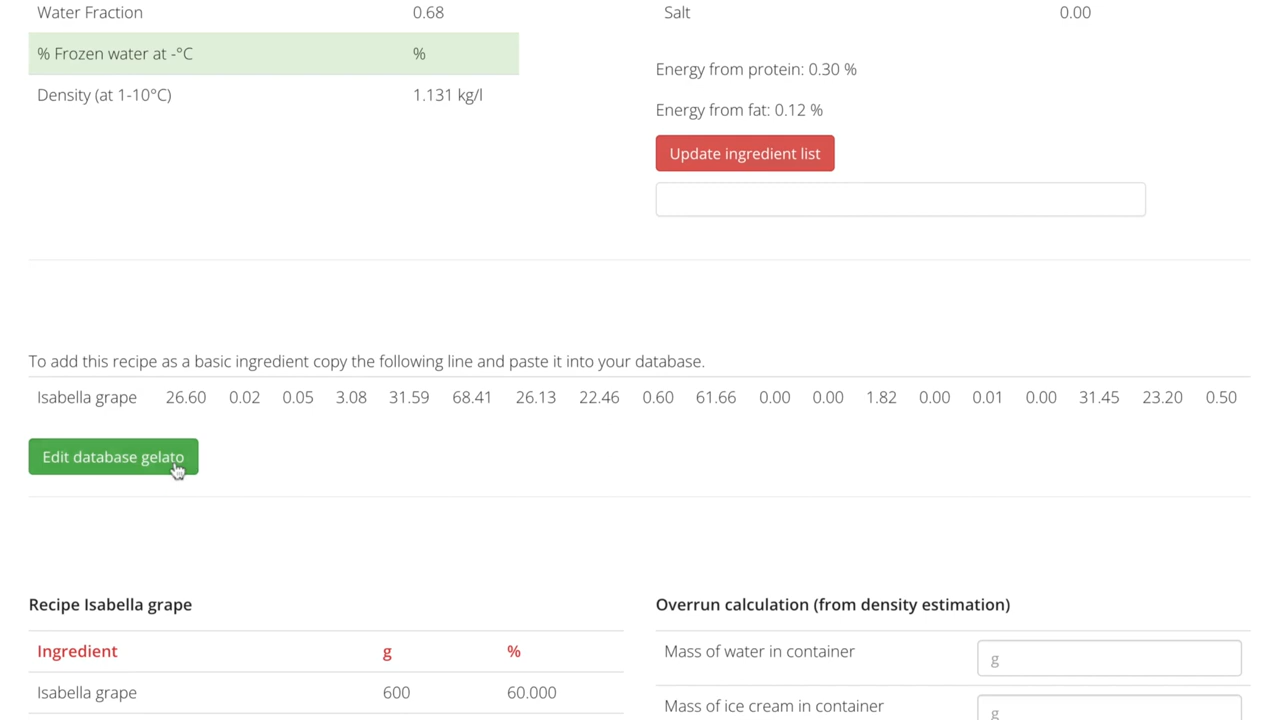 Water Fraction 0.68
Salt 0.00
% Frozen water at -°C %
Density (at 1-10°C) 1.131 kg/l
Energy from protein: 0.30 %
Energy from fat: 0.12 %
Update ingredient list
To add this recipe as a basic ingredient copy the following line and paste it into your database.
Isabella grape 26.60 0.02 0.05 3.08 31.59 68.41 26.13 22.46 0.60 61.66 0.00 0.00 1.82 0.00 0.01 0.00 31.45 23.20 0.50
Edit database gelato
Recipe Isabella grape
Ingredient g %
Isabella grape 600 60.000
Overrun calculation (from density estimation)
Mass of water in container g
Mass of ice cream in container g